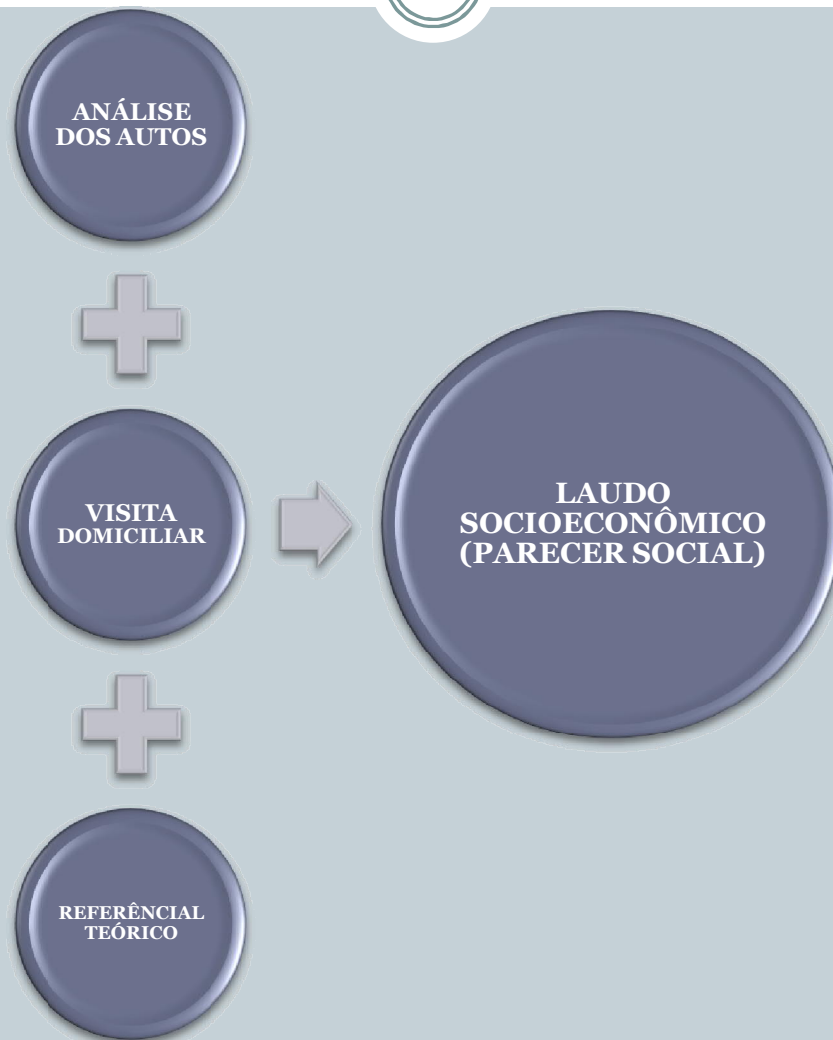 ANÁLISE
DOS AUTOS
VISITA
DOMICILIAR
REFERÊNCIAL
TEÓRICO
LAUDO
SOCIOECONÔMICO
(PARECER SOCIAL)